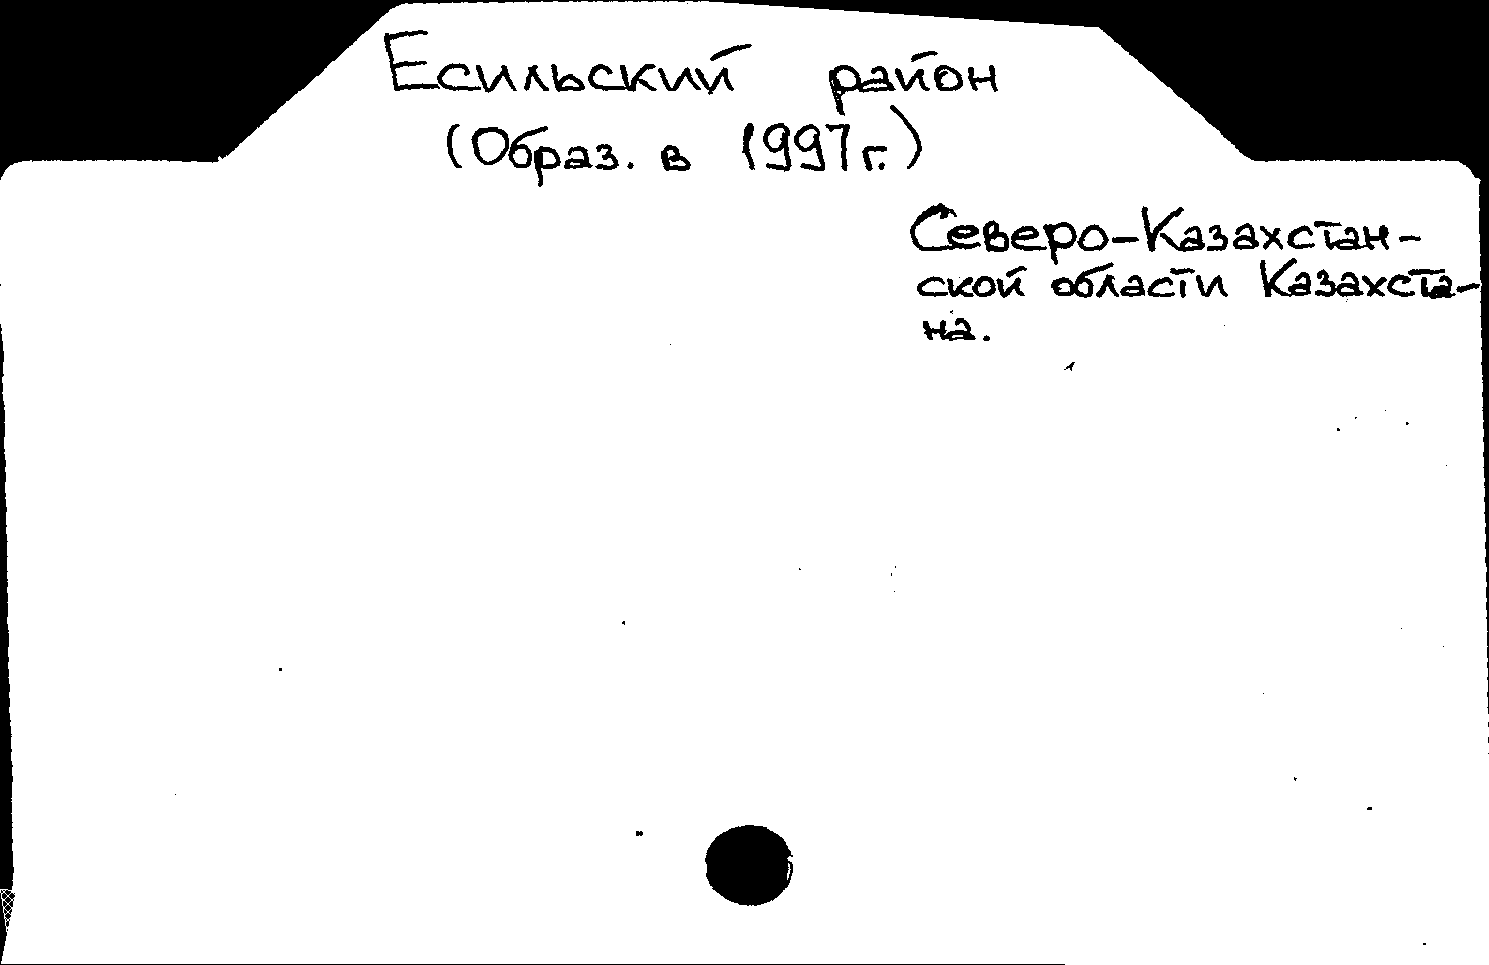 Есильский район
(Образ. в 1997г.)
Северо-Казахстан-
ской области Казахста-
на.